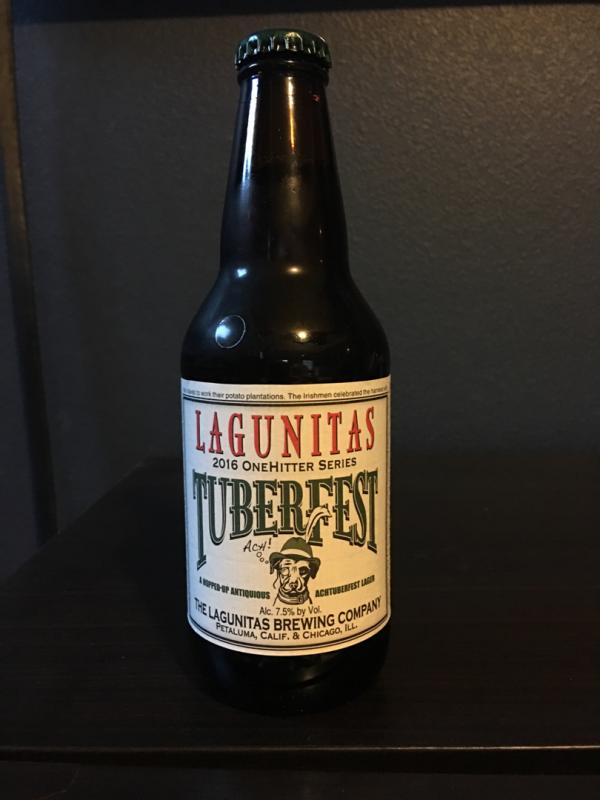 to work their potato plantations. The Irishmen celebrated the harvest
LAGUNITAS
2016 ONEHITTER SERIES
TUBERFEST
ACH!
A HOPPED-UP ANTIQUIOUS ACHTUBERFEST LAGER
Alc. 7.5% by Vol.
THE LAGUNITAS BREWING COMPANY
PETALUMA, CALIF. & CHICAGO, ILL.